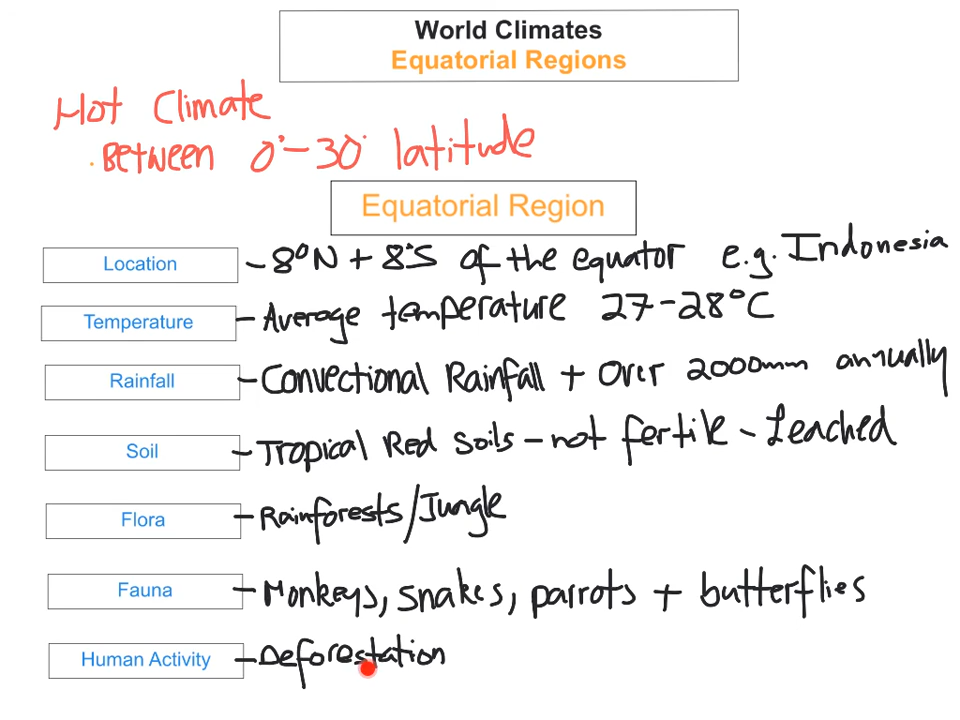 World Climates
Equatorial Regions
Hot Climate
Between 0°-30° latitude
Equatorial Region
Location - 8°N + 8°S of the equator e.g. Indonesia
Temperature - Average temperature 27-28°C
Rainfall - Convectional Rainfall + Over 2000mm annually
Soil - Tropical Red Soils - not fertile - Leached
Flora - Rainforests/Jungle
Fauna - Monkeys, snakes, parrots + butterflies
Human Activity - Deforestation